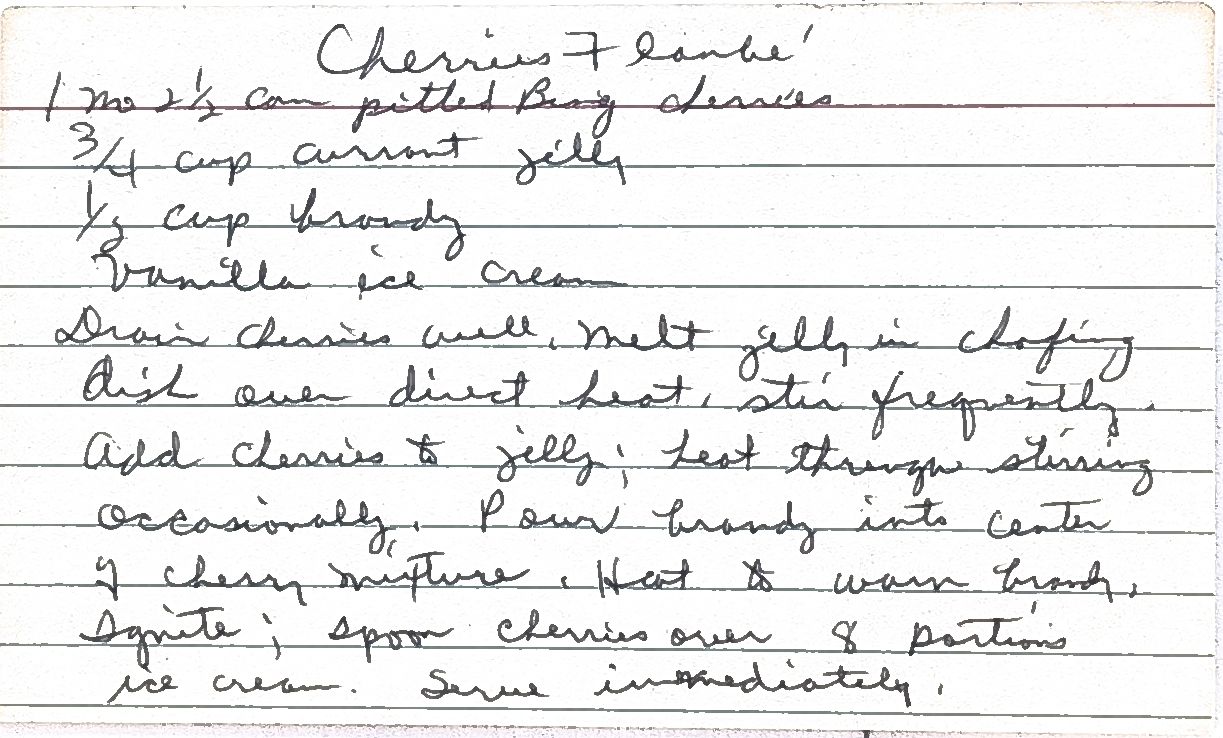 Cherries Flambé
1 no 2 1/2 can pitted Bing cherries
3/4 cup currant jelly
1/2 cup brandy
Vanilla ice cream
Drain cherries well. Melt jelly in chafing
dish over direct heat, stir frequently.
Add cherries to jelly; heat through stirring
occasionally. Pour brandy into center
of cherry mixture. Heat to warm brandy.
Ignite; spoon cherries over 8 portions
ice cream. Serve immediately.